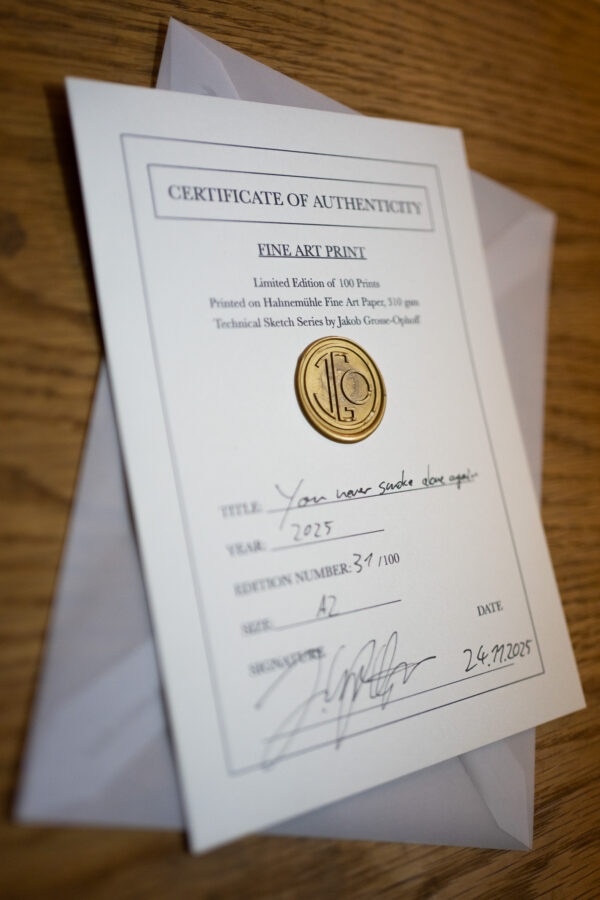 CERTIFICATE OF AUTHENTICITY
FINE ART PRINT
Limited Edition of 100 Prints
Printed on Hahnemühle Fine Art Paper, 310 gsm
Technical Sketch Series by Jakob Grosse-Ophoff
TITLE: You never smoke alone again
YEAR: 2025
EDITION NUMBER: 31 /100
SIZE: A2
DATE
SIGNATURE
24.11.2025